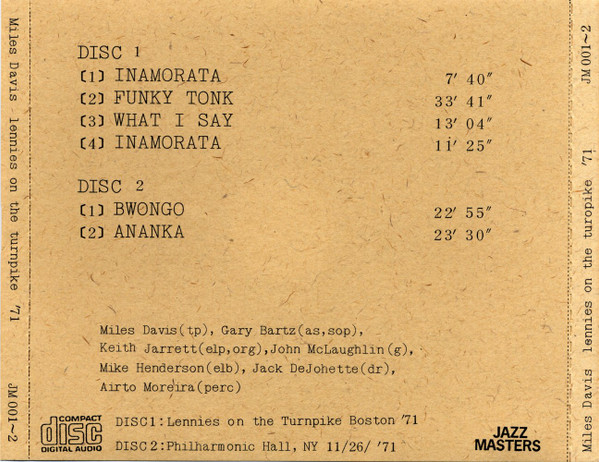 Miles Davis lennies on the turnpike '71 JM 001~2
DISC 1
(1) INAMORATA 7' 40"
(2) FUNKY TONK 33' 41"
(3) WHAT I SAY 13' 04"
(4) INAMORATA 11' 25"
DISC 2
(1) BWONGO 22' 55"
(2) ANANKA 23' 30"
Miles Davis(tp), Gary Bartz(as,sop),
Keith Jarrett(elp,org),John McLaughlin(g),
Mike Henderson(elb), Jack DeJohette(dr),
Airto Moreira(perc)
COMPACT
disc
DIGITAL AUDIO
DISC1:Lennies on the Turnpike Boston '71
DISC2:Philharmonic Hall, NY 11/26/ '71
JAZZ
MASTERS
Miles Davis lennies on the turopike '71 JM 001~2